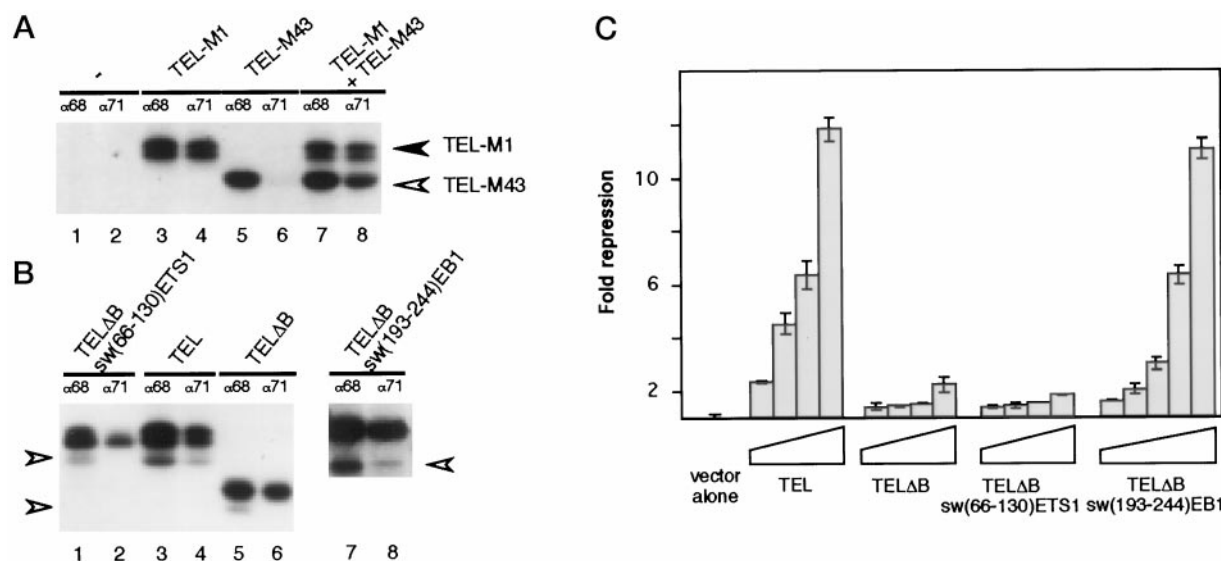 A
-
TEL-M1
TEL-M43
TEL-M1
+ TEL-M43
α68 α71 α68 α71 α68 α71 α68 α71
TEL-M1
TEL-M43
1 2 3 4 5 6 7 8
B
TELΔB
sw(66-130)ETS1
TEL
TELΔB
TELΔB
sw(193-244)EB1
α68 α71 α68 α71 α68 α71 α68 α71
1 2 3 4 5 6 7 8
C
Fold repression
10
6
2
vector
alone
TEL
TELΔB
TELΔB
sw(66-130)ETS1
TELΔB
sw(193-244)EB1